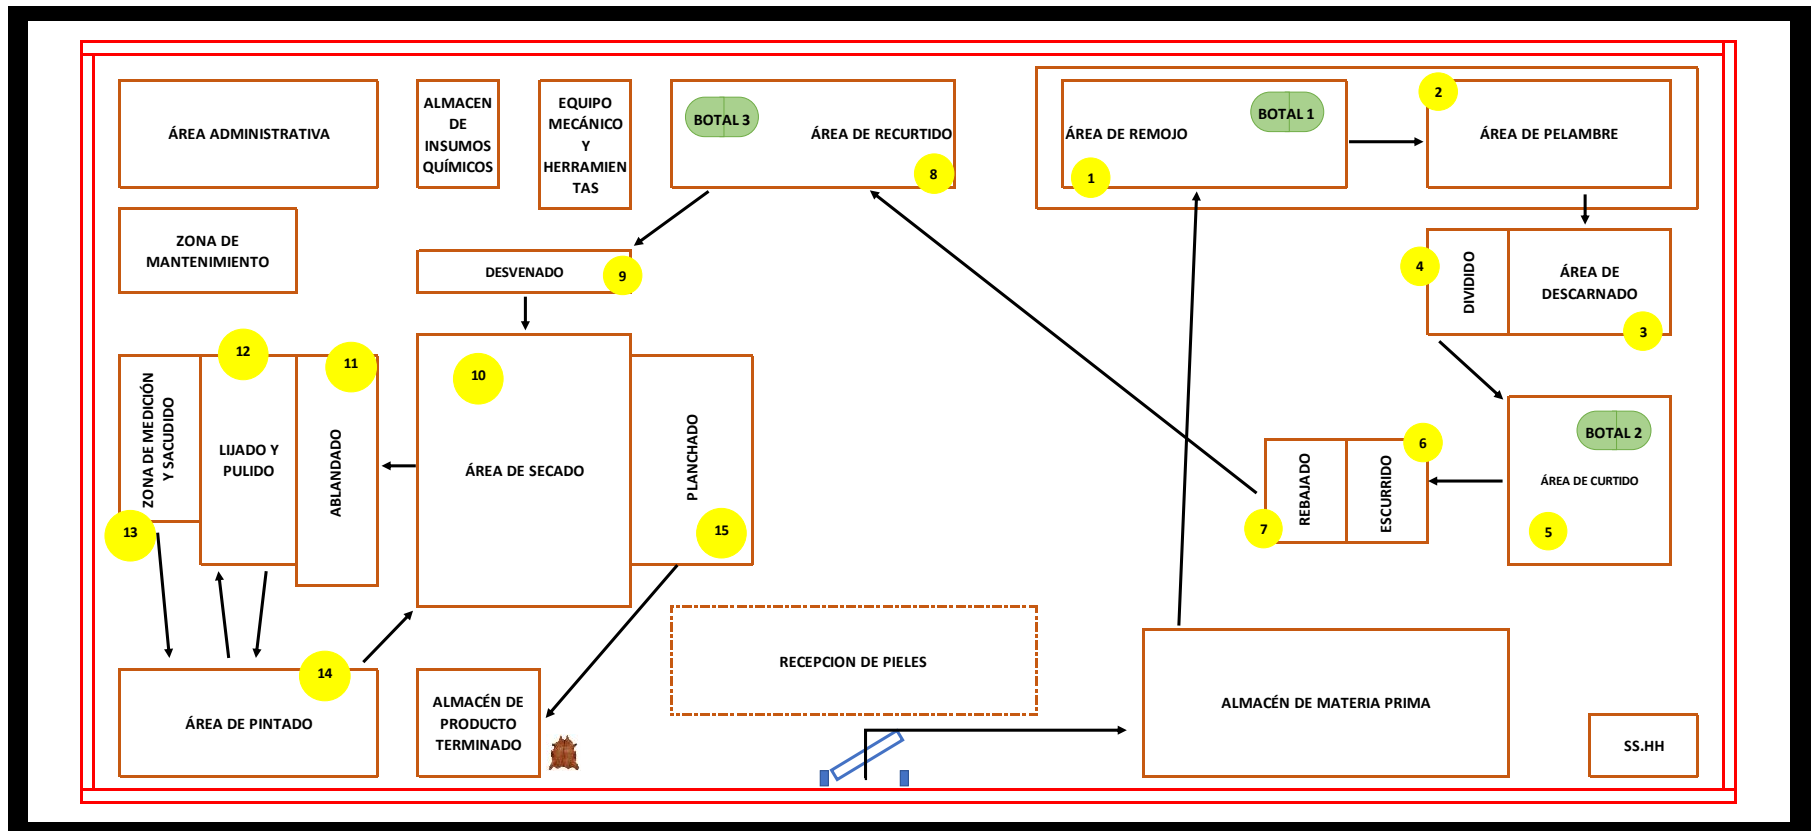 ÁREA ADMINISTRATIVA
ALMACEN
DE
INSUMOS
QUÍMICOS
EQUIPO
MECÁNICO
Y
HERRAMIEN
TAS
BOTAL 3
ÁREA DE RECURTIDO
8
ÁREA DE REMOJO
BOTAL 1
1
2
ÁREA DE PELAMBRE
ZONA DE
MANTENIMIENTO
DESVENADO
9
4
DIVIDIDO
ÁREA DE
DESCARNADO
3
13
ZONA DE MEDICIÓN
Y SACUDIDO
12
LIJADO Y
PULIDO
11
ABLANDADO
10
ÁREA DE SECADO
PLANCHADO
15
7
REBAJADO
ESCURRIDO
6
BOTAL 2
ÁREA DE CURTIDO
5
14
ÁREA DE PINTADO
ALMACÉN DE
PRODUCTO
TERMINADO
RECEPCION DE PIELES
ALMACÉN DE MATERIA PRIMA
SS.HH